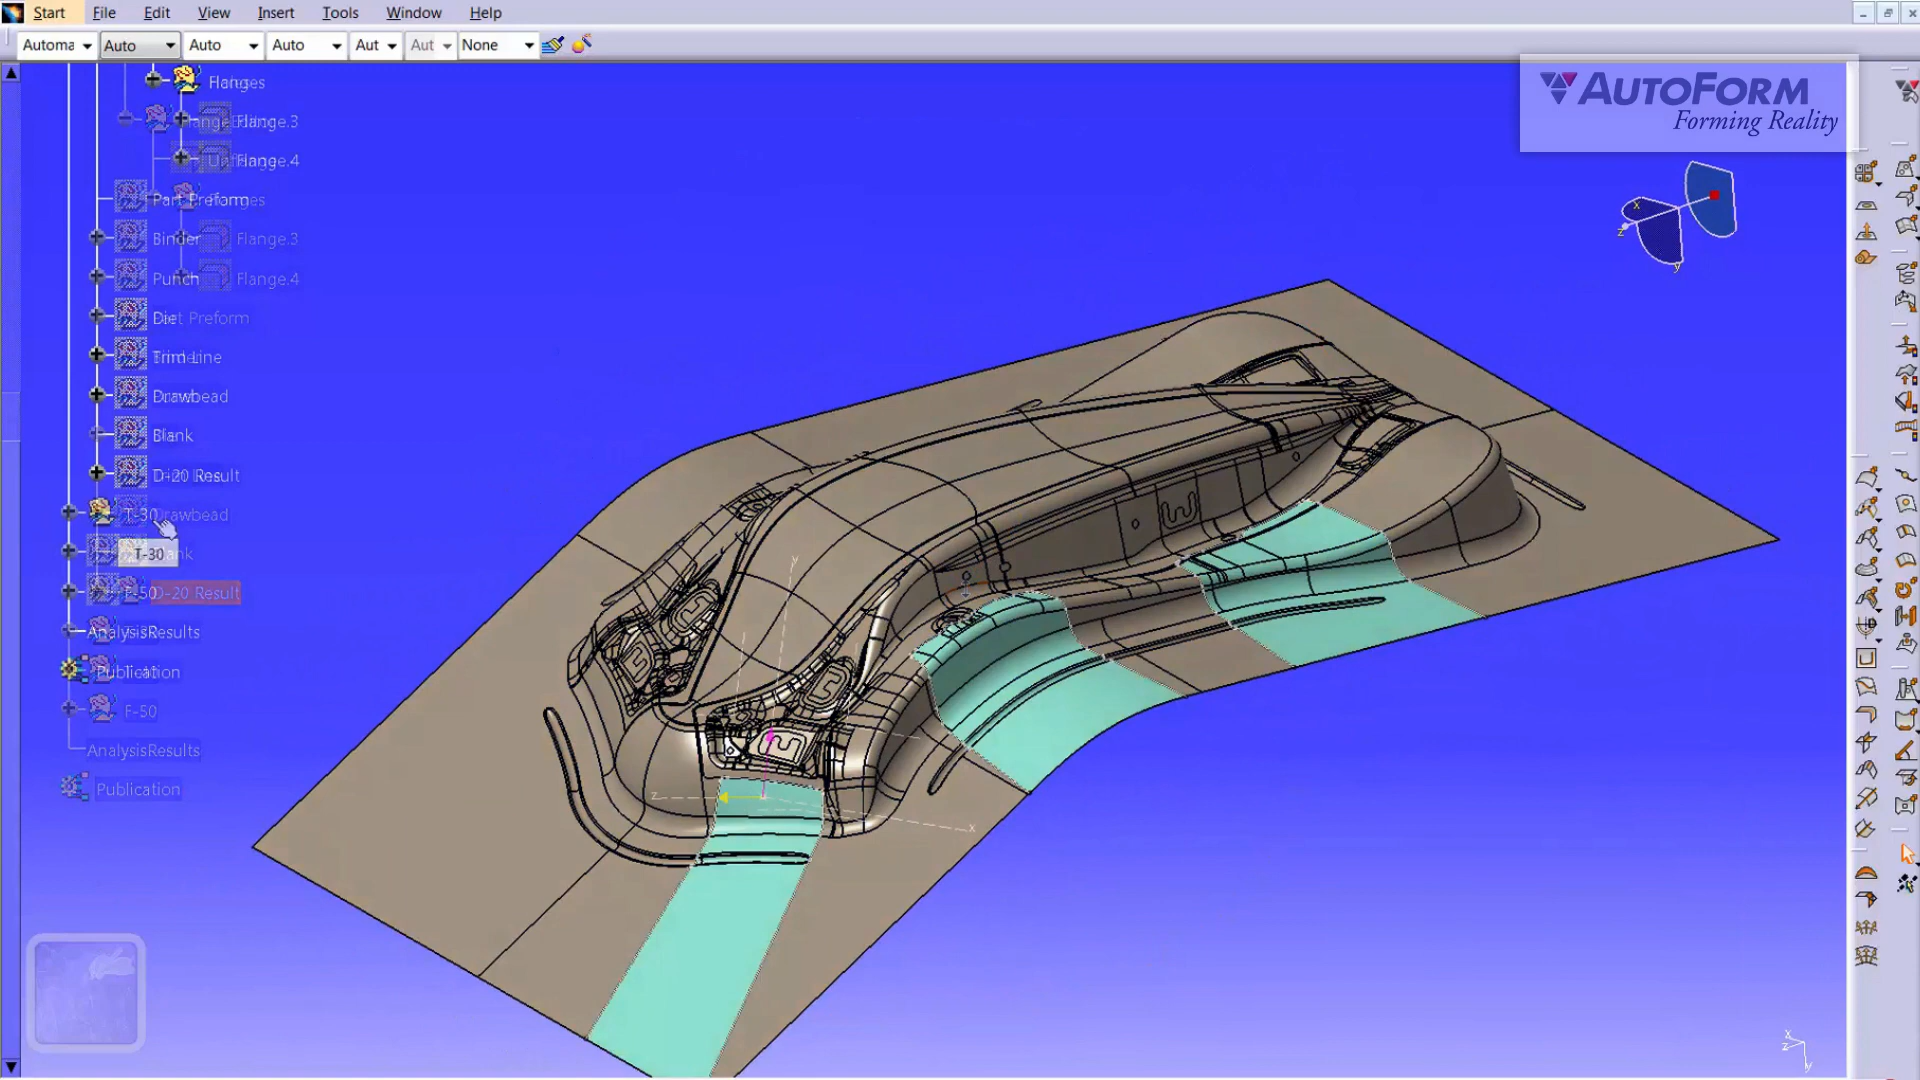 Start File Edit View Insert Tools Window Help
Automa Auto Auto Auto Aut Aut None
AUTOFORM
Forming Reality
Flanges
Flange.3
Flange.4
Part Preform
Binder
Flange.3
Punch
Flange.4
Die
Part Preform
Trim Line
Drawbead
Blank
D-20 Result
T-30
Drawbead
T-30
F-50
D-20 Result
AnalysisResults
Publication
F-50
AnalysisResults
Publication
x
z
y
y
z
x
x
z
y